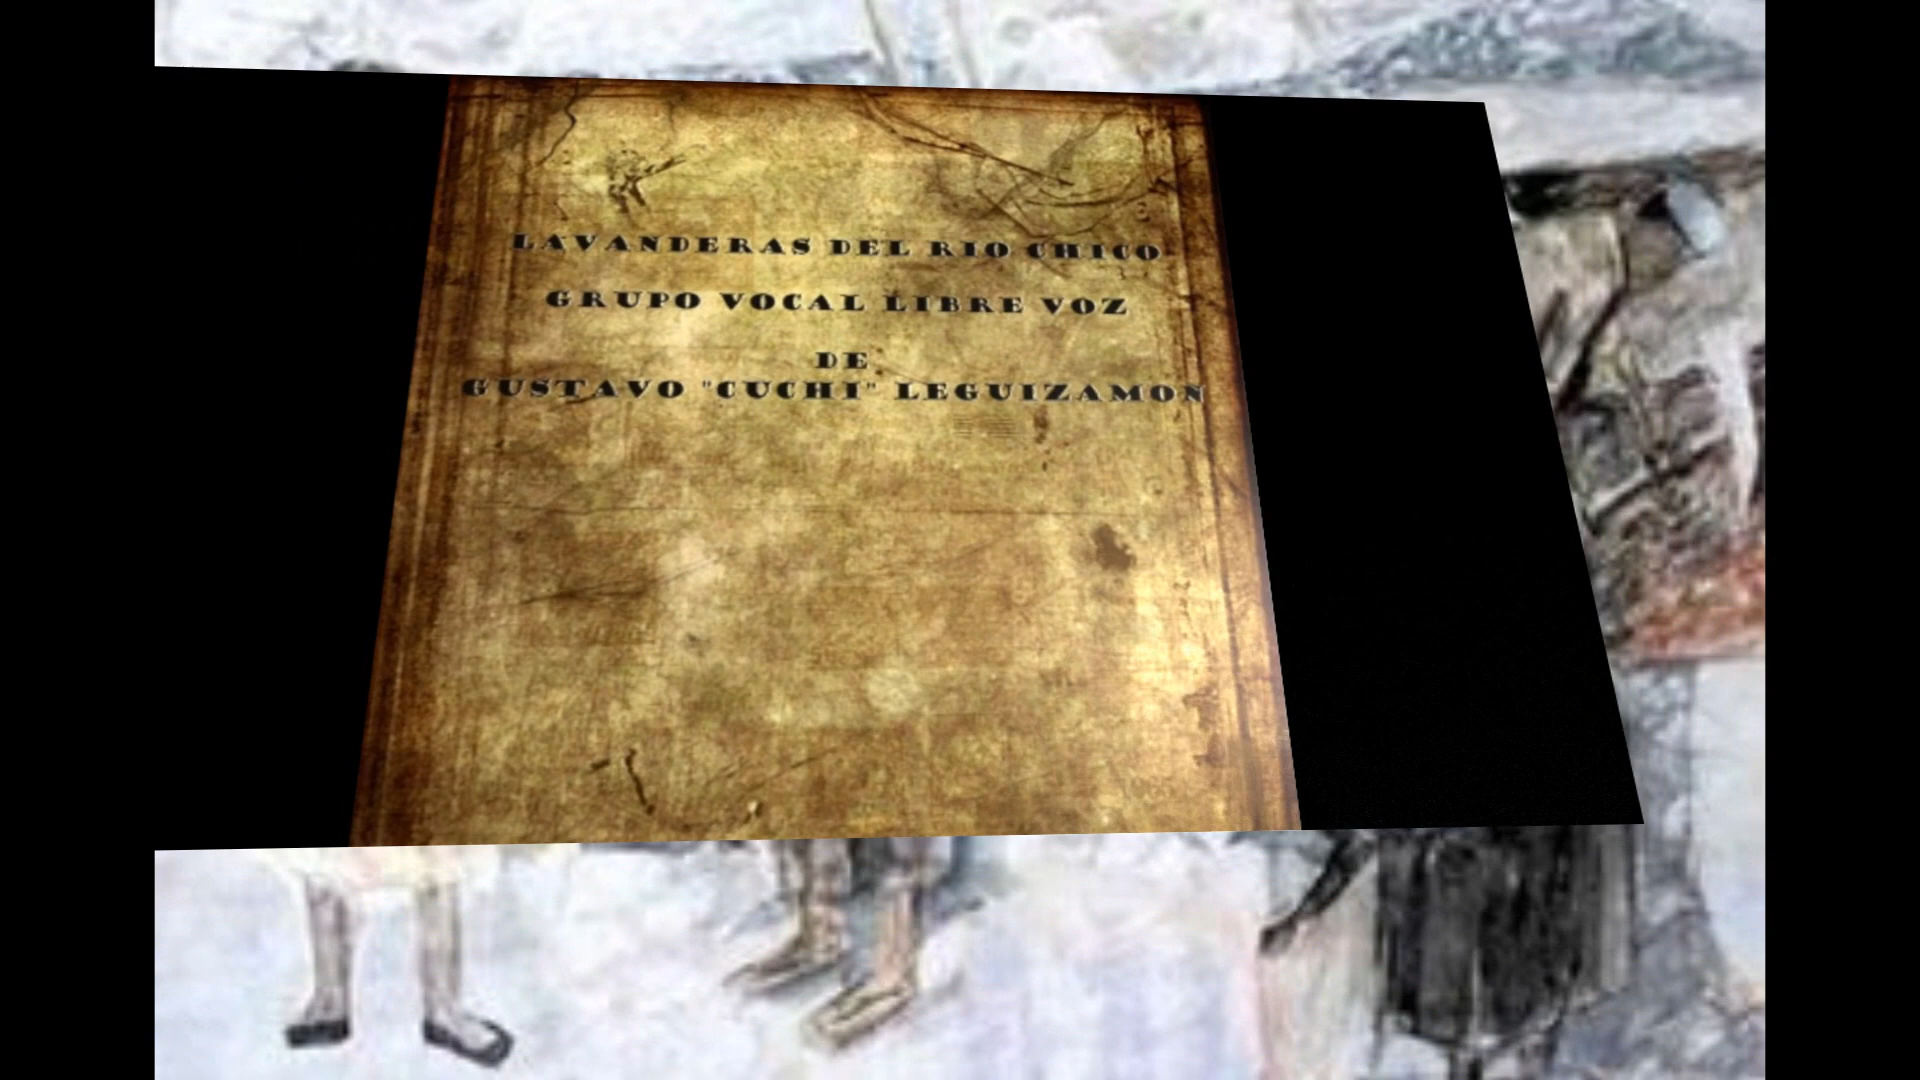 LAVANDERAS DEL RIO CHICO
GRUPO VOCAL LIBRE VOZ
DE
GUSTAVO "CUCHI" LEGUIZAMON